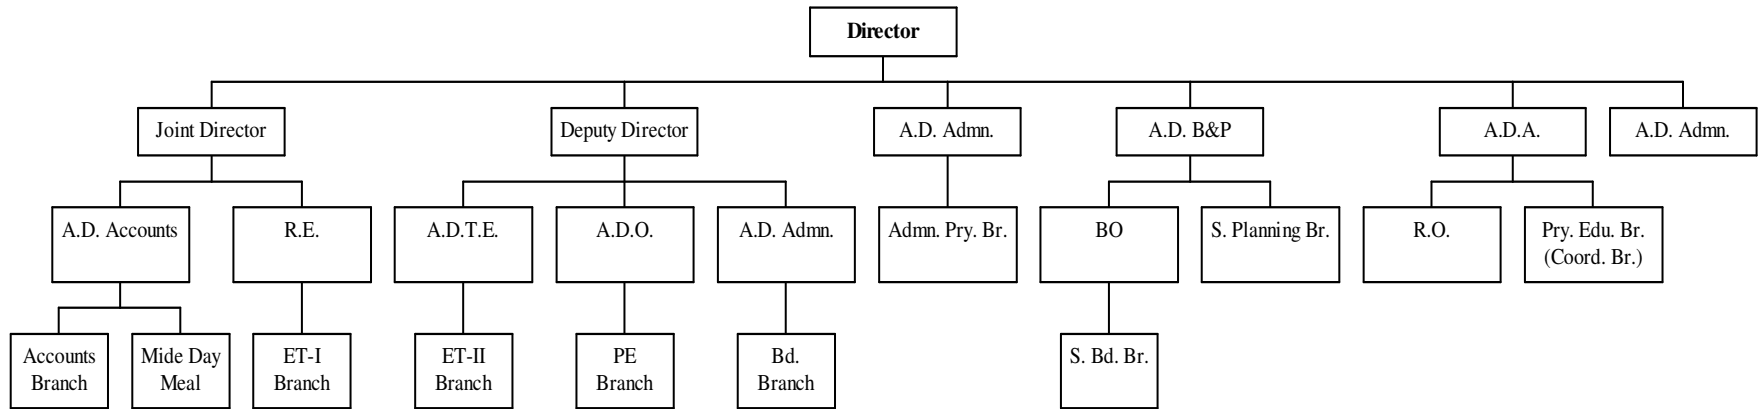 Director
Joint Director
Deputy Director
A.D. Admn.
A.D. B&P
A.D.A.
A.D. Admn.
A.D. Accounts
R.E.
A.D.T.E.
A.D.O.
A.D. Admn.
Admn. Pry. Br.
BO
S. Planning Br.
R.O.
Pry. Edu. Br.
(Coord. Br.)
Accounts
Branch
Mide Day
Meal
ET-I
Branch
ET-II
Branch
PE
Branch
Bd.
Branch
S. Bd. Br.